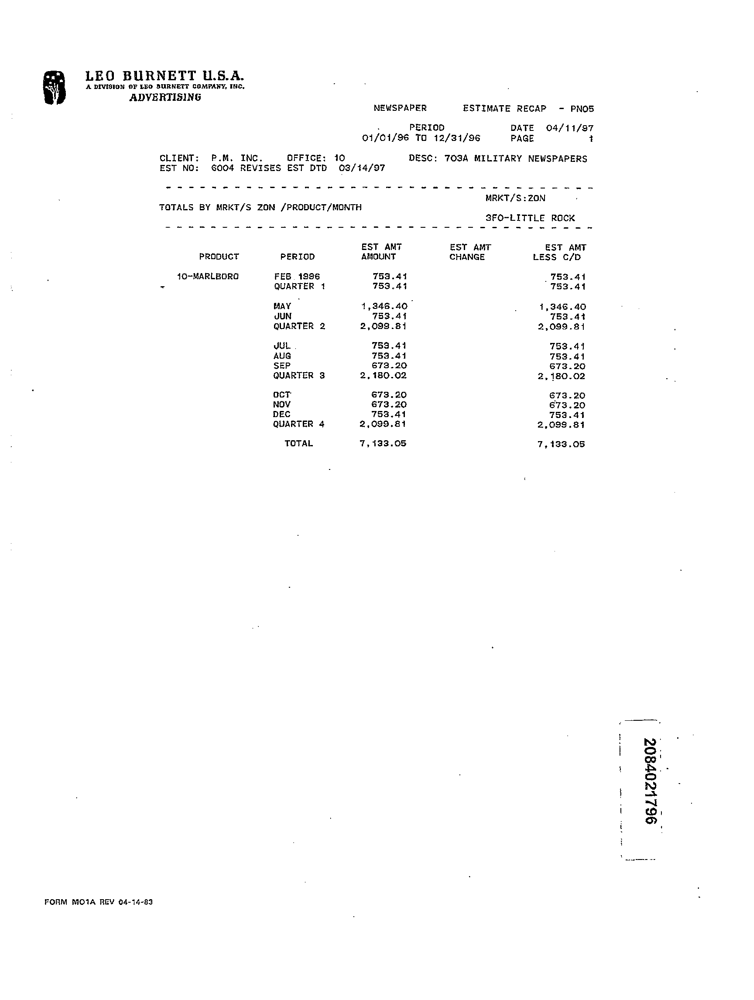 LEO BURNETT U.S.A.
A DIVISION OF LEO BURNETT COMPANY, INC.
ADVERTISING
NEWSPAPER ESTIMATE RECAP - PNO5
PERIOD DATE 04/11/97
01/01/96 TO 12/31/96 PAGE 1
CLIENT: P.M. INC. OFFICE: 10 DESC: 703A MILITARY NEWSPAPERS
EST NO: 6004 REVISES EST DTD 03/14/97
MRKT/S:ZON
TOTALS BY MRKT/S ZON /PRODUCT/MONTH
3FO-LITTLE ROCK
EST AMT EST AMT EST AMT
PRODUCT PERIOD AMOUNT CHANGE LESS C/D
10-MARLBORO FEB 1996 753.41 753.41
QUARTER 1 753.41 753.41
MAY 1,346.40 1,346.40
JUN 753.41 753.41
QUARTER 2 2,099.81 2,099.81
JUL 753.41 753.41
AUG 753.41 753.41
SEP 673.20 673.20
QUARTER 3 2,180.02 2,180.02
OCT 673.20 673.20
NOV 673.20 673.20
DEC 753.41 753.41
QUARTER 4 2,099.81 2,099.81
TOTAL 7,133.05 7,133.05
2084021796
FORM MO1A REV 04-14-83